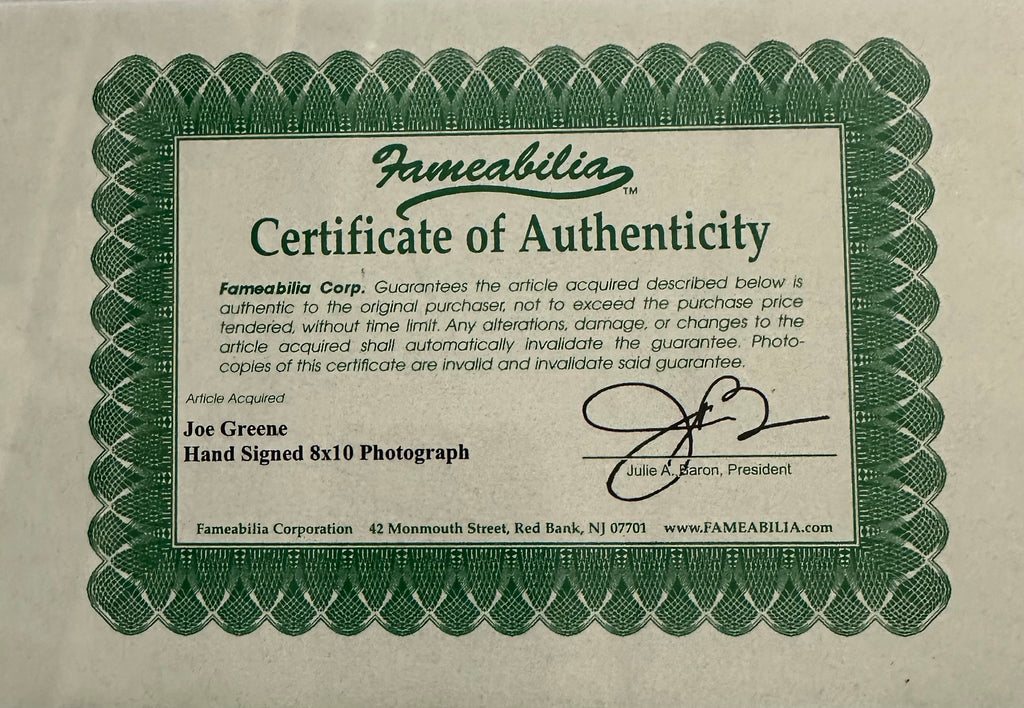 Fameabilia™
Certificate of Authenticity
Fameabilia Corp. Guarantees the article acquired described below is
authentic to the original purchaser, not to exceed the purchase price
tendered, without time limit. Any alterations, damage, or changes to the
article acquired shall automatically invalidate the guarantee. Photo-
copies of this certificate are invalid and invalidate said guarantee.
Article Acquired
Joe Greene
Hand Signed 8x10 Photograph
Julie A. Baron, President
Fameabilia Corporation 42 Monmouth Street, Red Bank, NJ 07701 www.FAMEABILIA.com